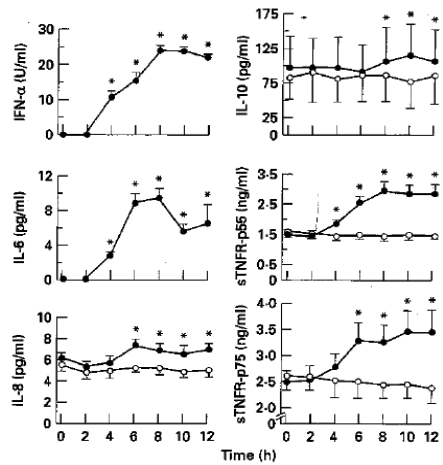 * * * * *
30
20
10
0
IFN-α (U/ml)
* * *
175
125
75
25
IL-10 (pg/ml)
* * * * *
12
9
6
3
0
IL-6 (pg/ml)
* * * * *
3·5
2·5
1·5
0·5
sTNFR-p55 (ng/ml)
* * * *
10
8
6
4
2
0
IL-8 (pg/ml)
* * * *
4·0
3·5
3·0
2·5
2·0
0
sTNFR-p75 (ng/ml)
0 2 4 6 8 10 12
0 2 4 6 8 10 12
Time (h)